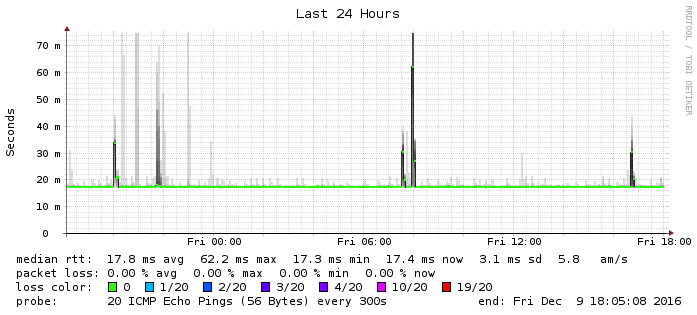 Last 24 Hours
RRDTOOL / TOBI OETIKER
Seconds
70 m
60 m
50 m
40 m
30 m
20 m
10 m
0
Fri 00:00 Fri 06:00 Fri 12:00 Fri 18:00
median rtt: 17.8 ms avg 62.2 ms max 17.3 ms min 17.4 ms now 3.1 ms sd 5.8 am/s
packet loss: 0.00 % avg 0.00 % max 0.00 % min 0.00 % now
loss color: 0 1/20 2/20 3/20 4/20 10/20 19/20
probe: 20 ICMP Echo Pings (56 Bytes) every 300s end: Fri Dec 9 18:05:08 2016